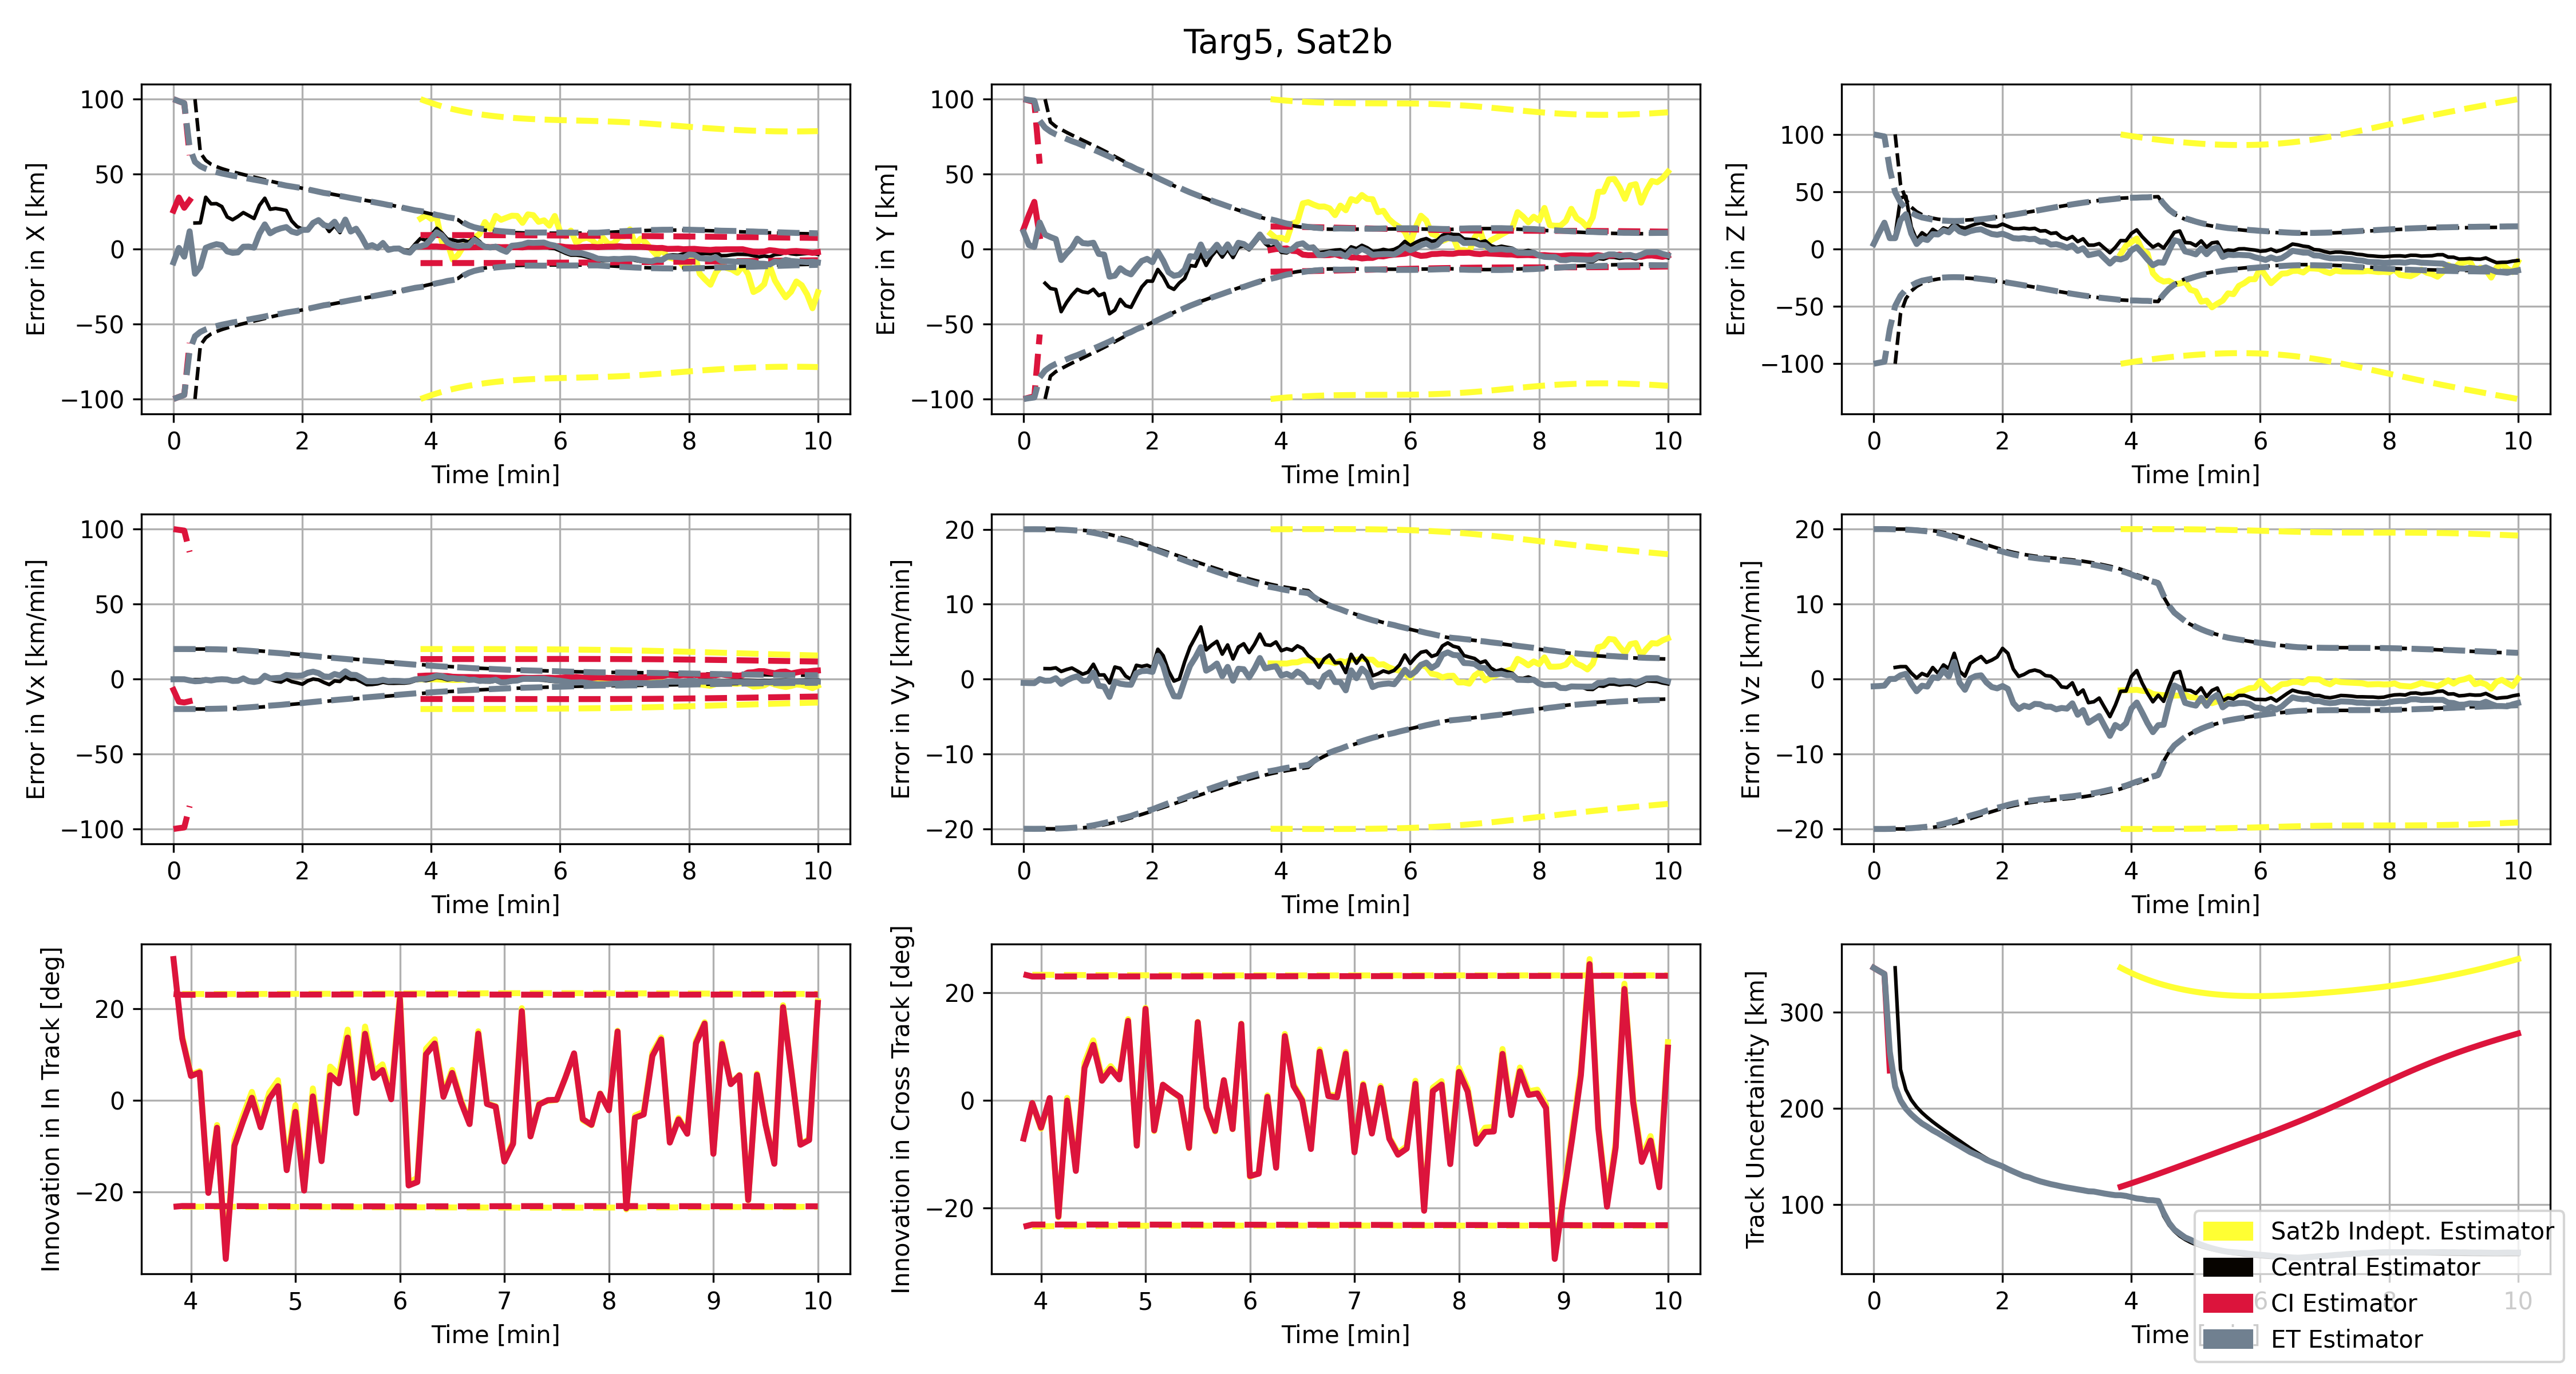 Targ5, Sat2b
Error in X [km]
100
50
0
−50
−100
0 2 4 6 8 10
Time [min]
Error in Y [km]
100
50
0
−50
−100
0 2 4 6 8 10
Time [min]
Error in Z [km]
100
50
0
−50
−100
0 2 4 6 8 10
Time [min]
Error in Vx [km/min]
100
50
0
−50
−100
0 2 4 6 8 10
Time [min]
Error in Vy [km/min]
20
10
0
−10
−20
0 2 4 6 8 10
Time [min]
Error in Vz [km/min]
20
10
0
−10
−20
0 2 4 6 8 10
Time [min]
Innovation in In Track [deg]
20
0
−20
4 5 6 7 8 9 10
Time [min]
Innovation in Cross Track [deg]
20
0
−20
4 5 6 7 8 9 10
Time [min]
Track Uncertainity [km]
300
200
100
0 2 4 6 8 10
Time
Sat2b Indept. Estimator
Central Estimator
CI Estimator
ET Estimator